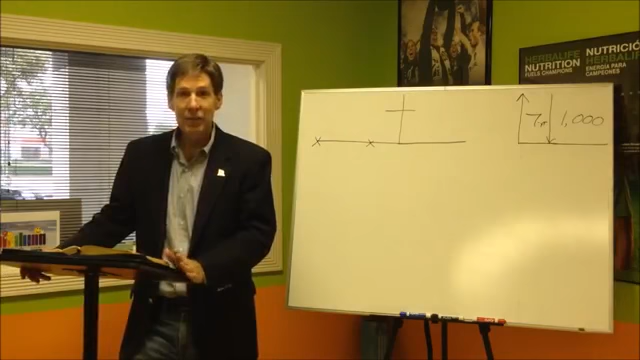 HERBALIFE
NUTRITION
FUELS CHAMPIONS
NUTRICIÓN
HERBALIFE
ENERGÍA PARA
CAMPEONES
7
1,000